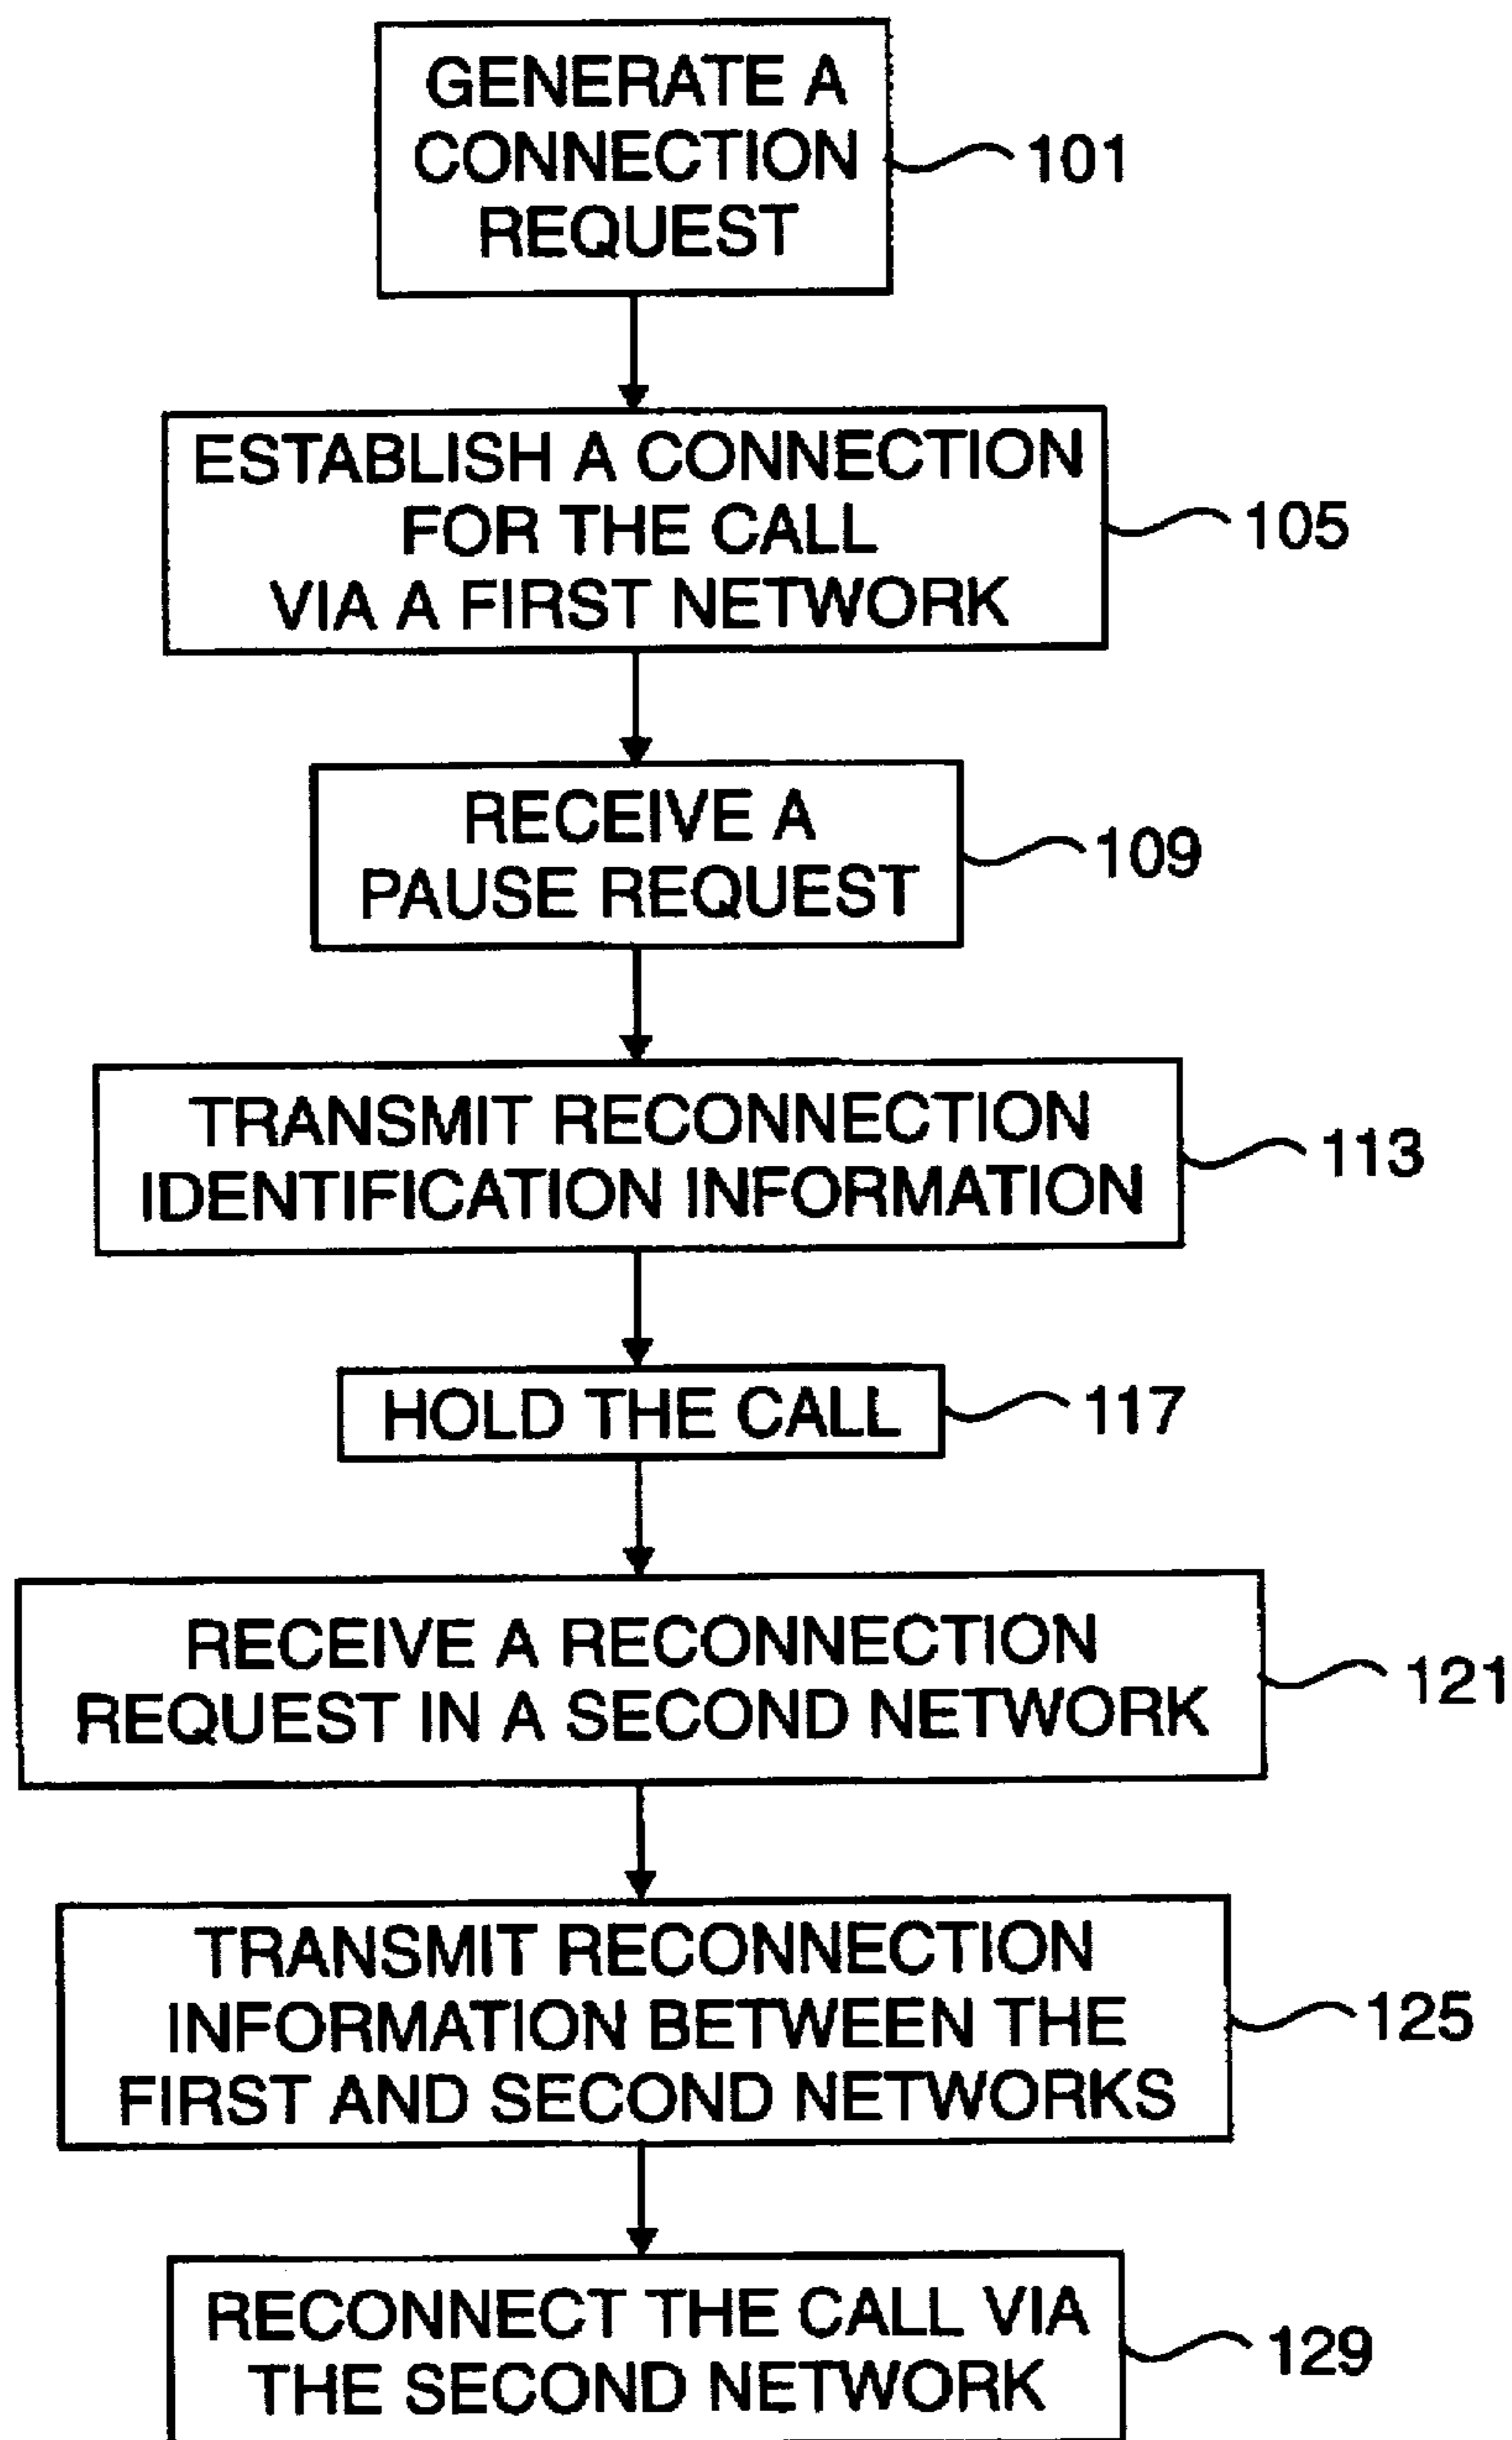 GENERATE A
CONNECTION
REQUEST
101
ESTABLISH A CONNECTION
FOR THE CALL
VIA A FIRST NETWORK
105
RECEIVE A
PAUSE REQUEST
109
TRANSMIT RECONNECTION
IDENTIFICATION INFORMATION
113
HOLD THE CALL
117
RECEIVE A RECONNECTION
REQUEST IN A SECOND NETWORK
121
TRANSMIT RECONNECTION
INFORMATION BETWEEN THE
FIRST AND SECOND NETWORKS
125
RECONNECT THE CALL VIA
THE SECOND NETWORK
129